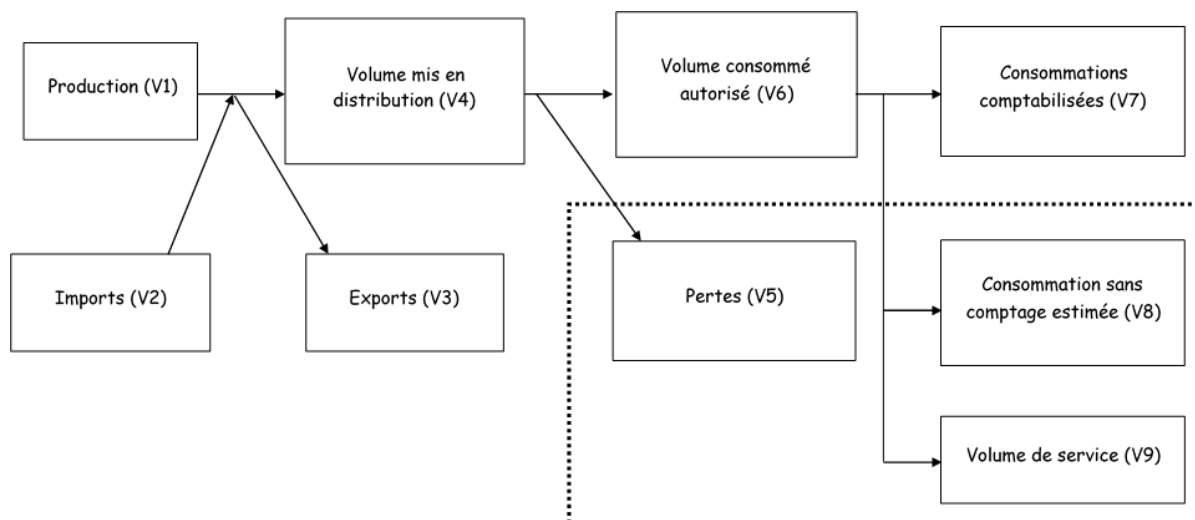 Production (V1)
Volume mis en
distribution (V4)
Volume consommé
autorisé (V6)
Consommations
comptabilisées (V7)
Imports (V2)
Exports (V3)
Pertes (V5)
Consommation sans
comptage estimée (V8)
Volume de service (V9)